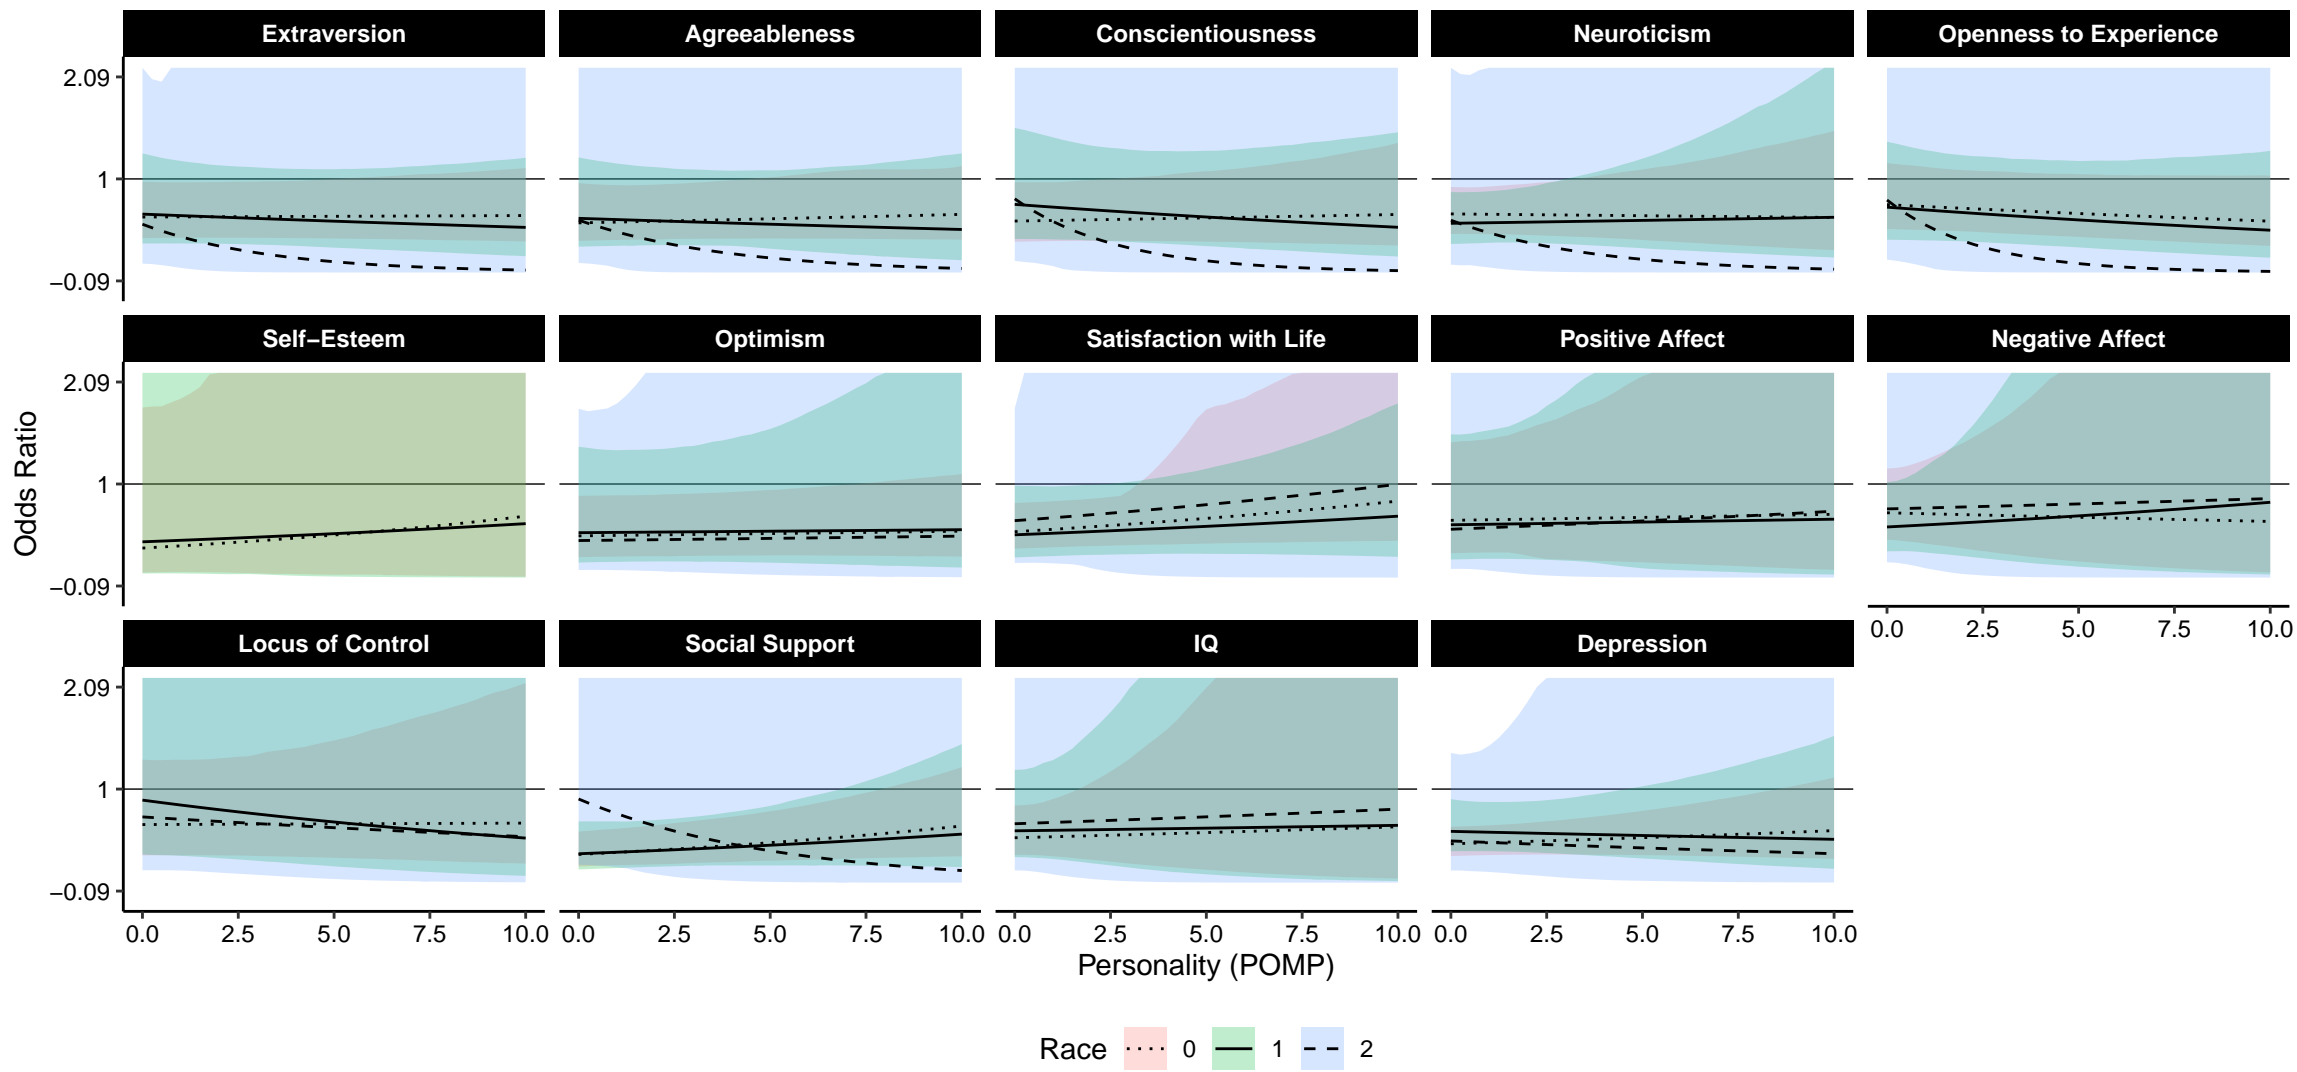 Extraversion Agreeableness Conscientiousness Neuroticism Openness to Experience
2.09
1
−0.09
Self−Esteem Optimism Satisfaction with Life Positive Affect Negative Affect
2.09
1
−0.09
0.0 2.5 5.0 7.5 10.0
Odds Ratio
Locus of Control Social Support IQ Depression
2.09
1
−0.09
0.0 2.5 5.0 7.5 10.0 0.0 2.5 5.0 7.5 10.0 0.0 2.5 5.0 7.5 10.0 0.0 2.5 5.0 7.5 10.0
Personality (POMP)
Race 0 1 2